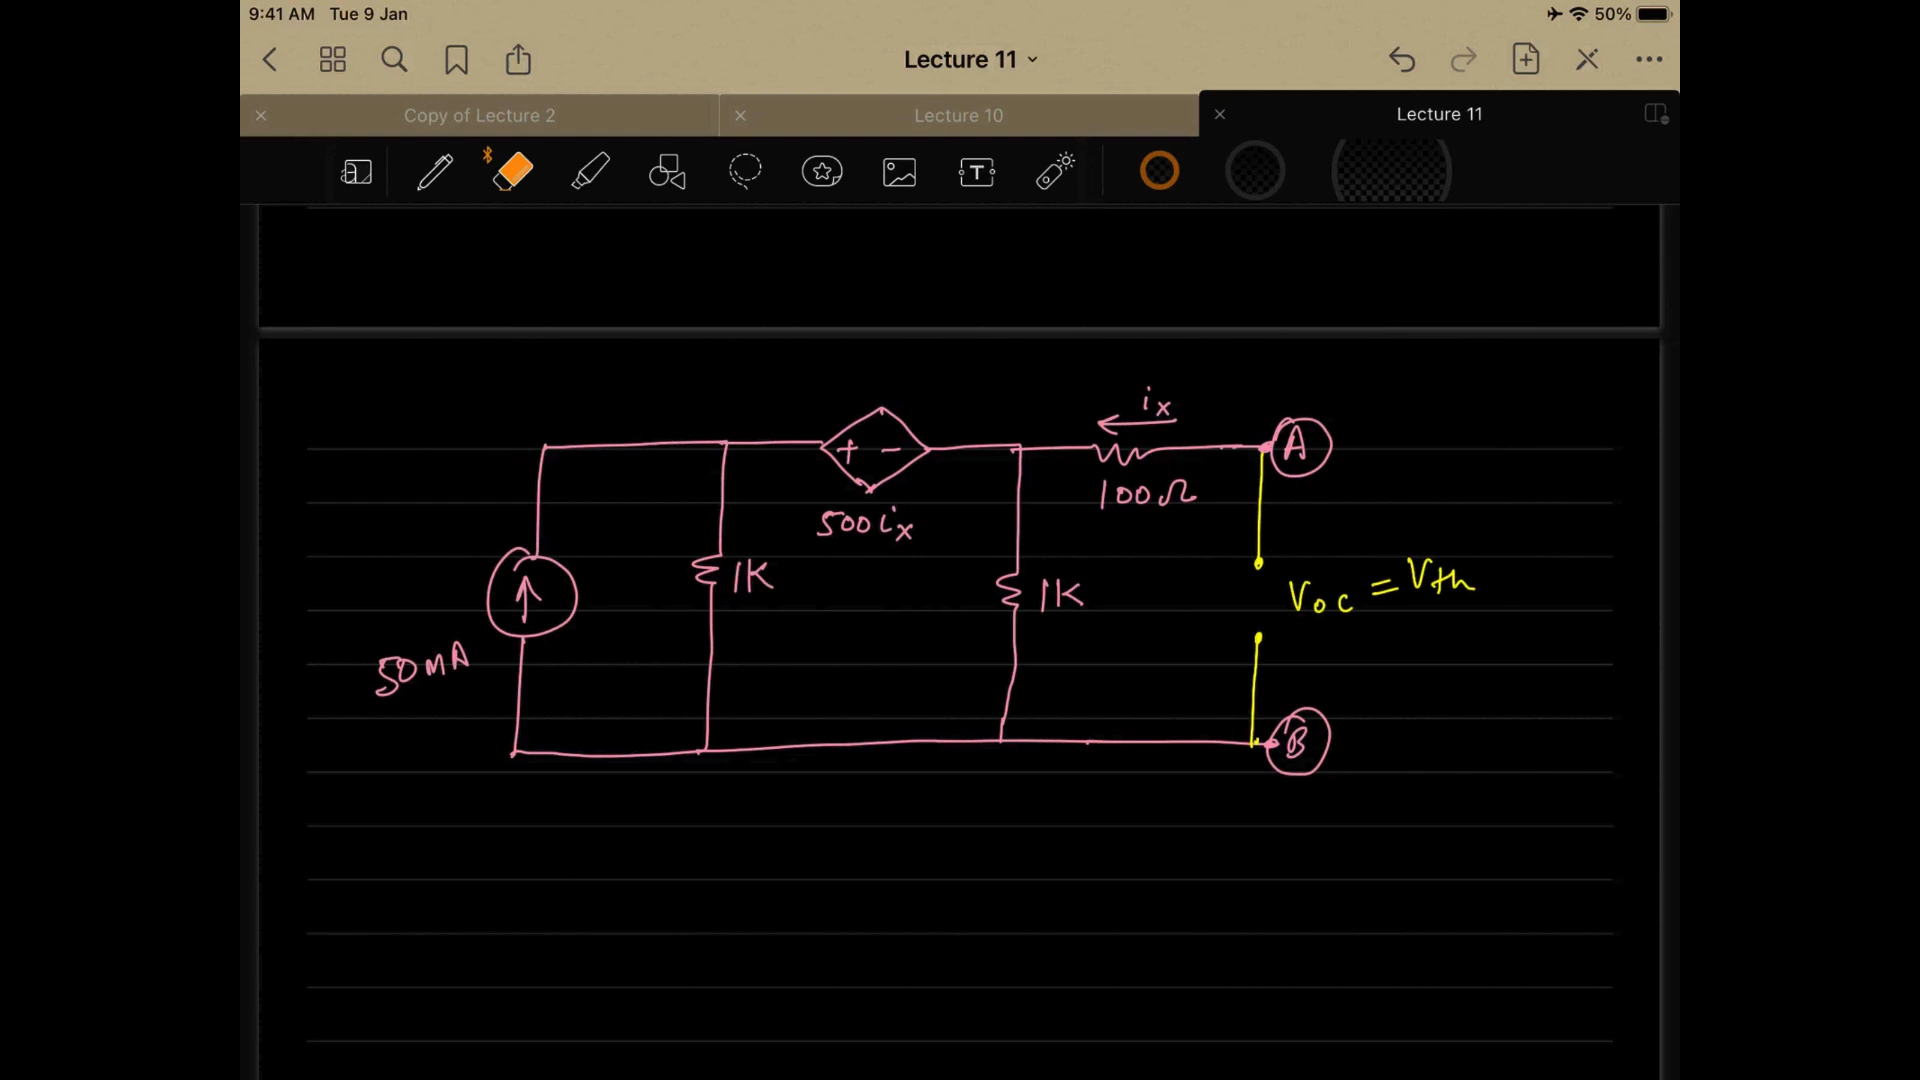 9:41 AM Tue 9 Jan
50%
Lecture 11
Copy of Lecture 2
Lecture 10
Lecture 11
T
ix
+ -
A
100Ω
500ix
1K
1K
Voc = Vth
50mA
B